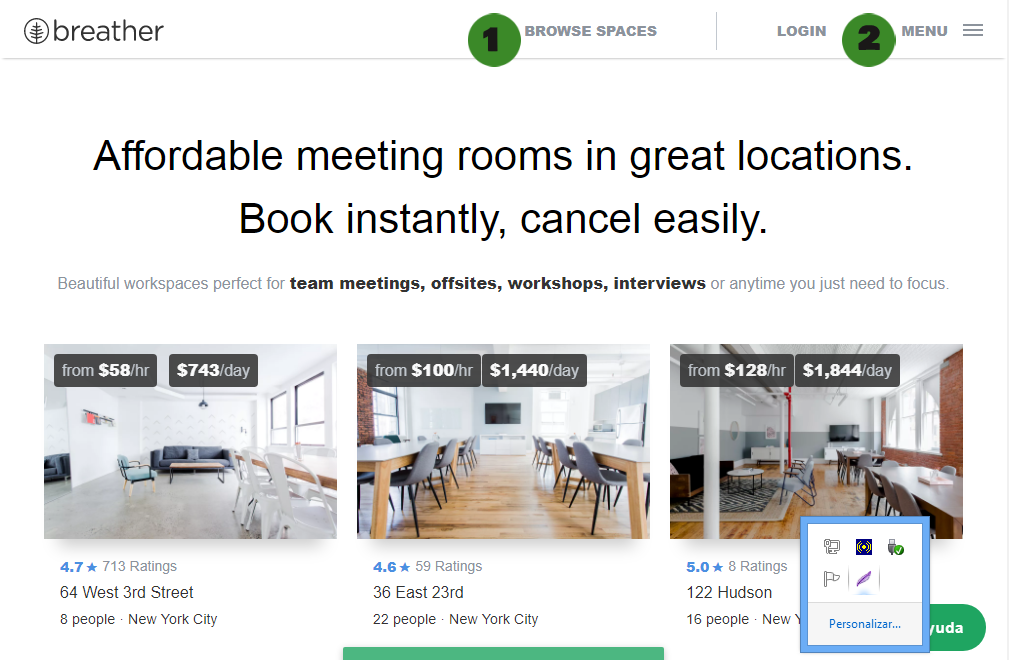 breather
1
BROWSE SPACES
LOGIN
2
MENU
Affordable meeting rooms in great locations.
Book instantly, cancel easily.
Beautiful workspaces perfect for team meetings, offsites, workshops, interviews or anytime you just need to focus.
from $58/hr $743/day
from $100/hr $1,440/day
from $128/hr $1,844/day
4.7 ★ 713 Ratings
64 West 3rd Street
8 people · New York City
4.6 ★ 59 Ratings
36 East 23rd
22 people · New York City
5.0 ★ 8 Ratings
122 Hudson
16 people · New
Personalizar...